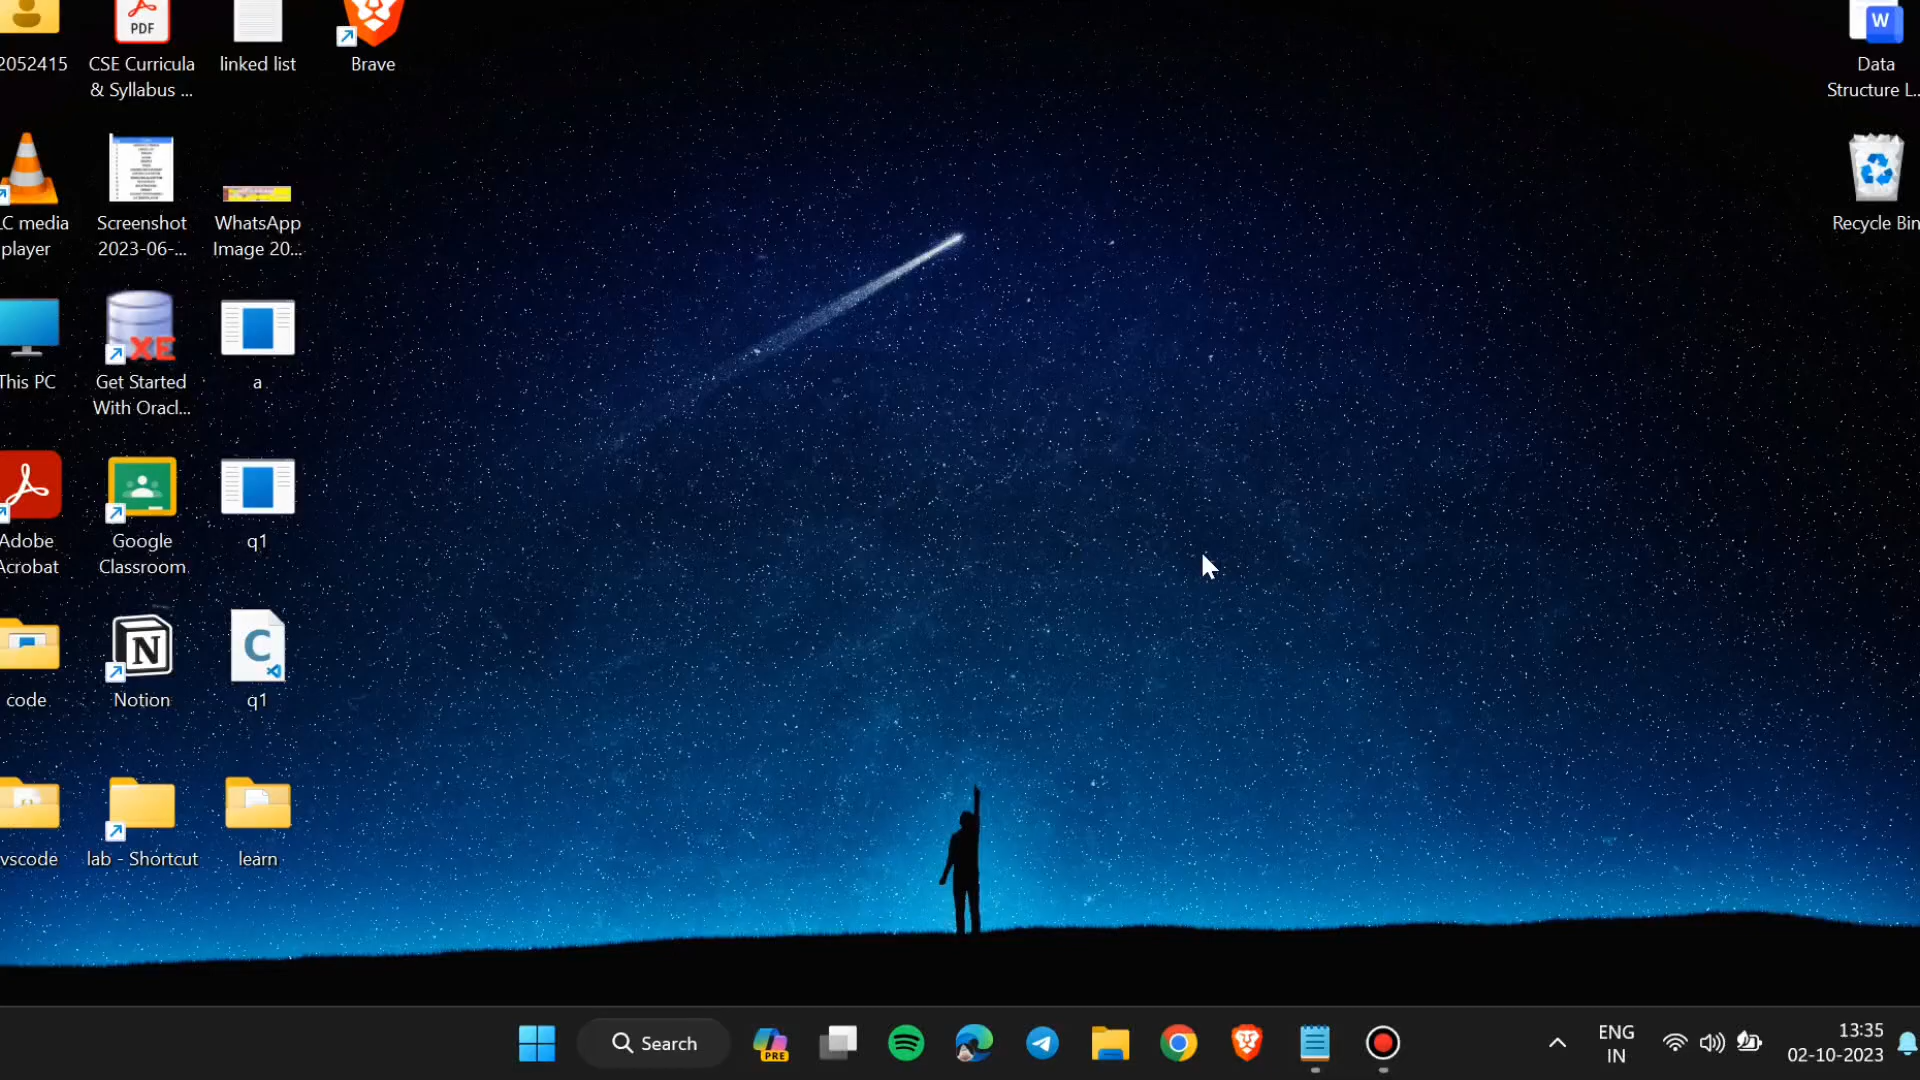 2052415
CSE Curricula
& Syllabus ...
PDF
linked list
Brave
W
Data
Structure L...
LC media
player
Screenshot
2023-06-...
WhatsApp
Image 20...
Recycle Bin
This PC
XE
Get Started
With Oracl...
a
Adobe
Acrobat
Google
Classroom
q1
code
N
Notion
C
q1
vscode
lab - Shortcut
learn
Search
PRE
ENG
IN
13:35
02-10-2023